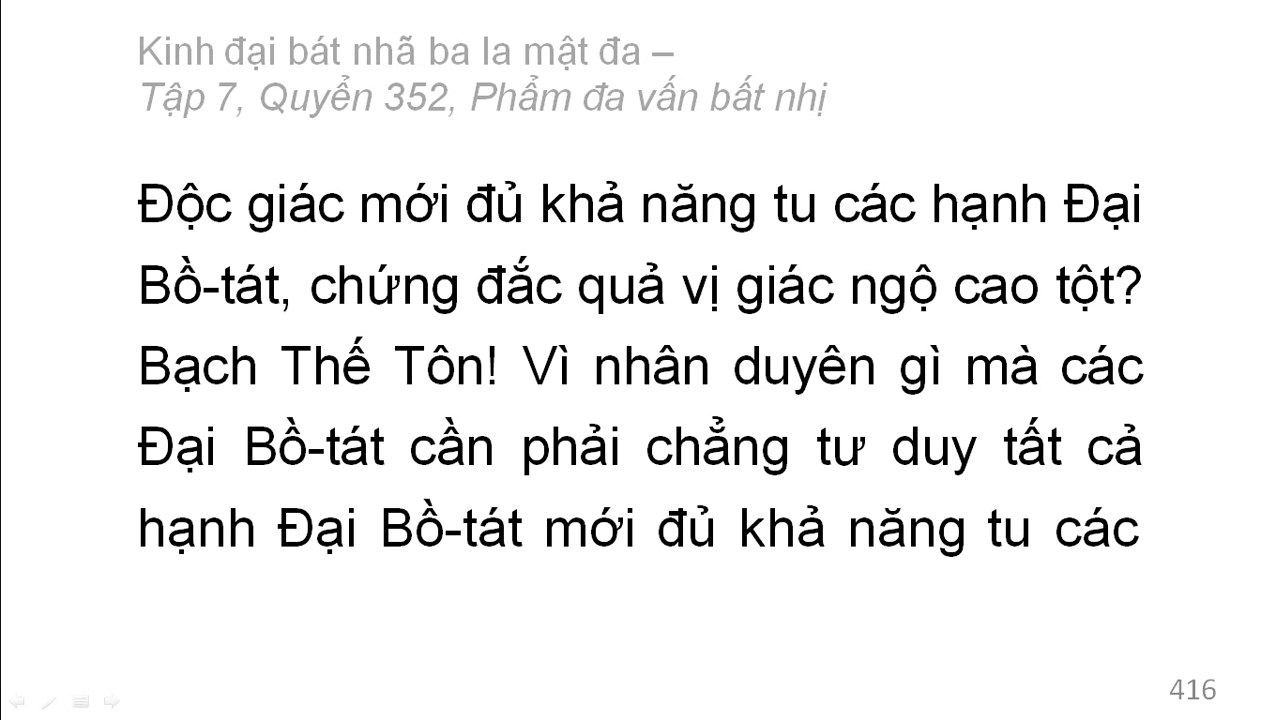 Kinh đại bát nhã ba la mật đa –
Tập 7, Quyển 352, Phẩm đa vấn bất nhị
Độc giác mới đủ khả năng tu các hạnh Đại
Bồ-tát, chứng đắc quả vị giác ngộ cao tột?
Bạch Thế Tôn! Vì nhân duyên gì mà các
Đại Bồ-tát cần phải chẳng tư duy tất cả
hạnh Đại Bồ-tát mới đủ khả năng tu các
416